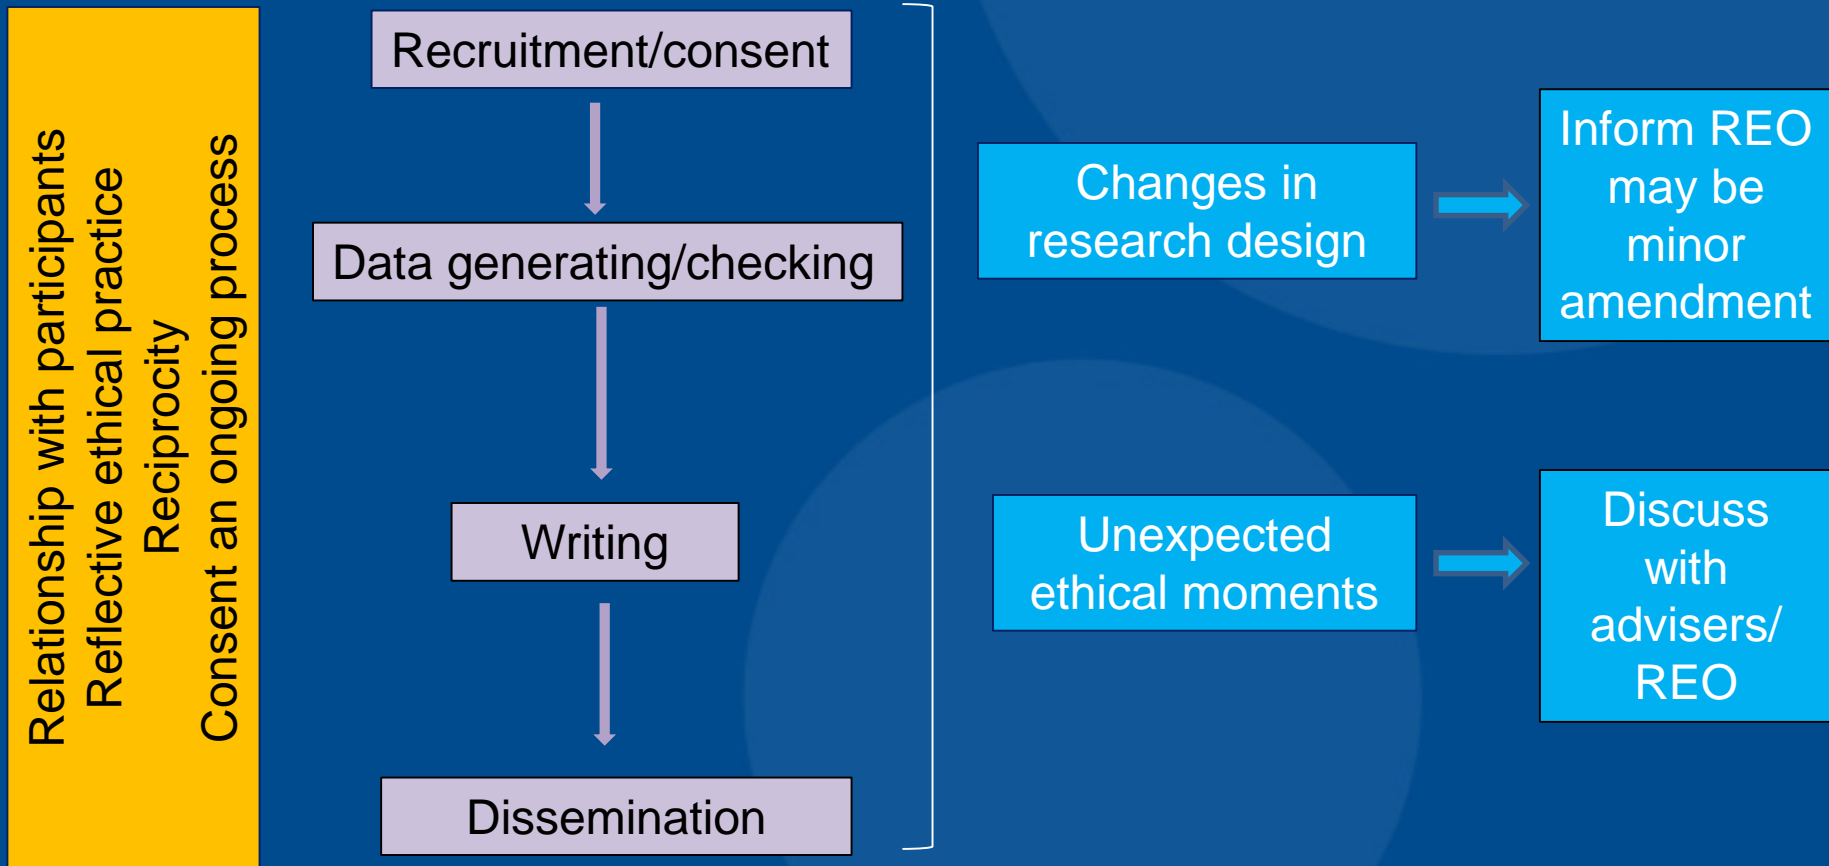 Relationship with participants
Reflective ethical practice
Reciprocity
Consent an ongoing process
Recruitment/consent
Data generating/checking
Writing
Dissemination
Changes in
research design
Inform REO
may be
minor
amendment
Unexpected
ethical moments
Discuss
with
advisers/
REO